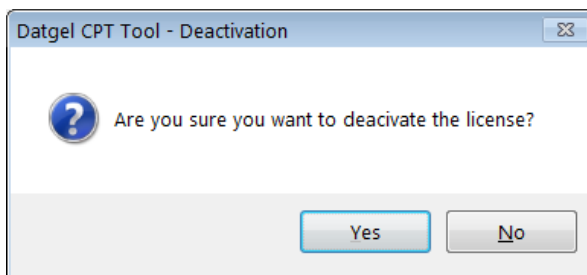 Datgel CPT Tool - Deactivation
Are you sure you want to deacivate the license?
Yes
No